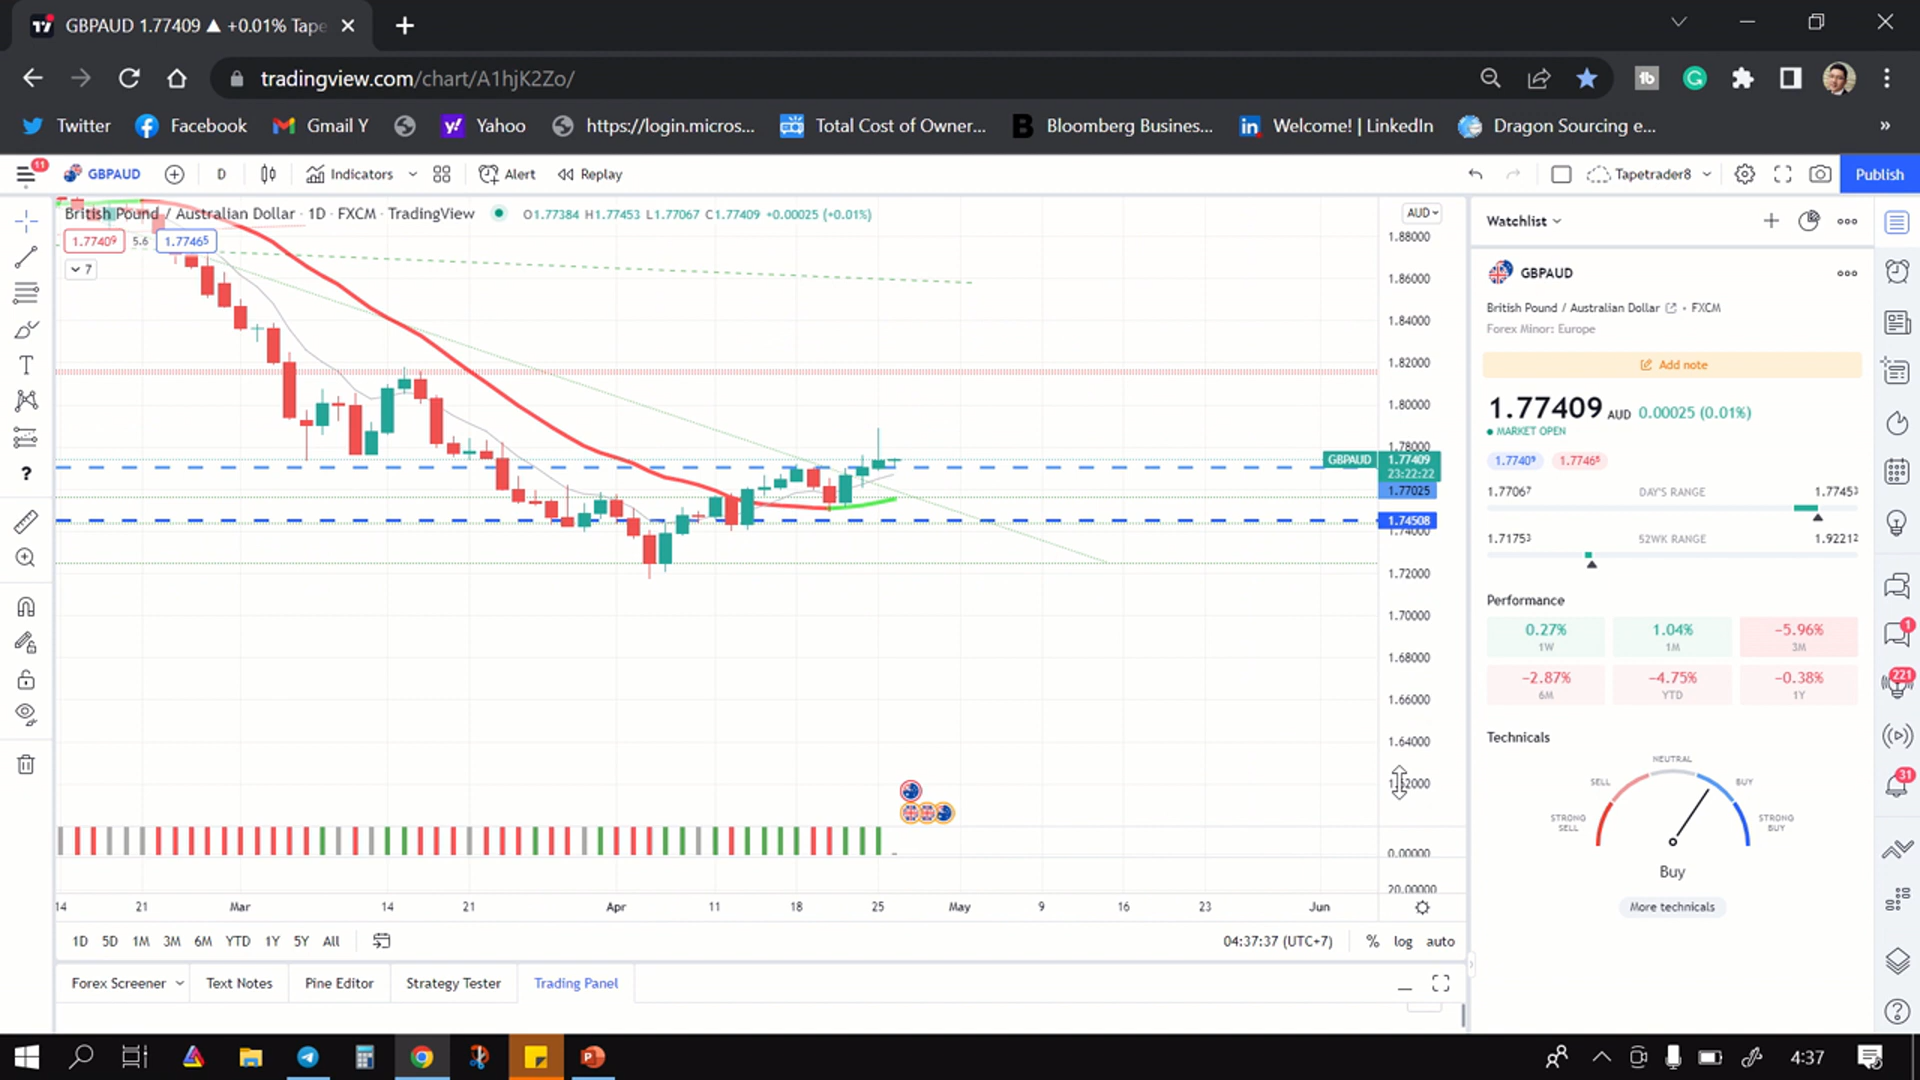 GBPAUD 1.77409 ▲ +0.01% Tape
tradingview.com/chart/A1hjK2Zo/
Twitter Facebook Gmail Y Yahoo https://login.micros... Total Cost of Owner... Bloomberg Busines... Welcome! | LinkedIn Dragon Sourcing e... »
11 GBPAUD D Indicators Alert Replay Tapetrader8 Publish
British Pound / Australian Dollar · 1D · FXCM · TradingView O1.77384 H1.77453 L1.77067 C1.77409 +0.00025 (+0.01%) AUD
1.77409 5.6 1.77465
7
1.88000
1.86000
1.84000
1.82000
1.80000
1.78000
GBPAUD 1.77409
23:22:22
1.77025
1.74508
1.74000
1.72000
1.70000
1.68000
1.66000
1.64000
0.00000
20.00000
14 21 Mar 14 21 Apr 11 18 25 May 9 16 23 Jun
1D 5D 1M 3M 6M YTD 1Y 5Y All 04:37:37 (UTC+7) % log auto
Forex Screener Text Notes Pine Editor Strategy Tester Trading Panel
Watchlist
GBPAUD
British Pound / Australian Dollar • FXCM
Forex Minor: Europe
Add note
1.77409 AUD 0.00025 (0.01%)
MARKET OPEN
1.77409 1.77465
1.77067 DAY'S RANGE 1.77453
1.71753 52WK RANGE 1.92212
Performance
0.27% 1.04% −5.96%
1W 1M 3M
−2.87% −4.75% −0.38%
6M YTD 1Y
Technicals
NEUTRAL
SELL BUY
STRONG SELL STRONG BUY
Buy
More technicals
1
221
31
4:37